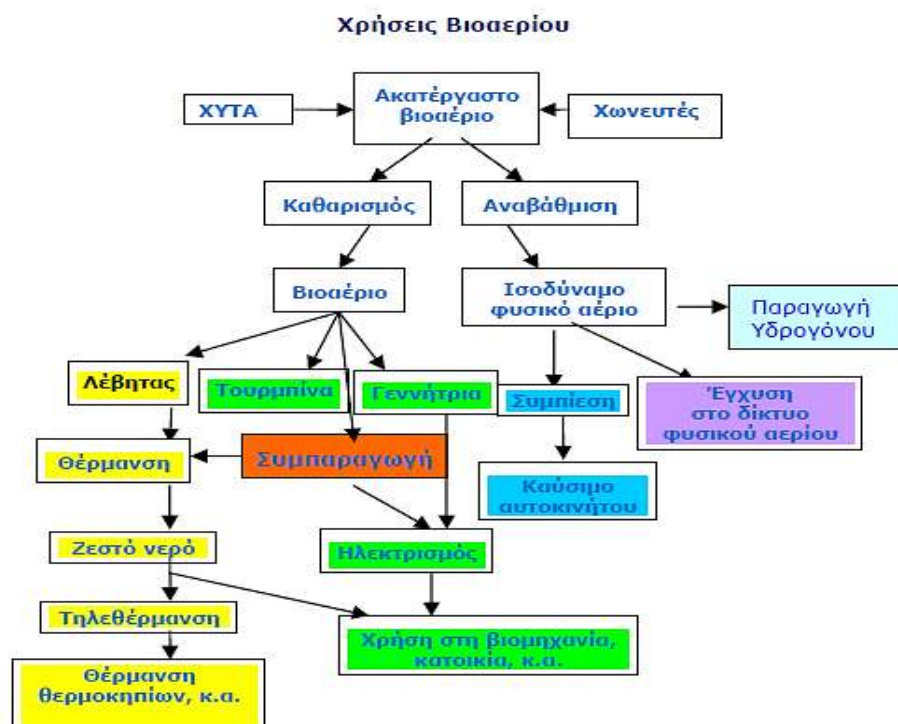 Χρήσεις Βιοαερίου
ΧΥΤΑ
Ακατέργαστο
βιοαέριο
Χωνευτές
Καθαρισμός
Αναβάθμιση
Βιοαέριο
Ισοδύναμο
φυσικό αέριο
Παραγωγή
Υδρογόνου
Λέβητας
Τουρμπίνα
Γεννήτρια
Συμπίεση
Έγχυση
στο δίκτυο
φυσικού αερίου
Θέρμανση
Συμπαραγωγή
Καύσιμο
αυτοκινήτου
Ζεστό νερό
Ηλεκτρισμός
Τηλεθέρμανση
Χρήση στη βιομηχανία,
κατοικία, κ.α.
Θέρμανση
θερμοκηπίων, κ.α.